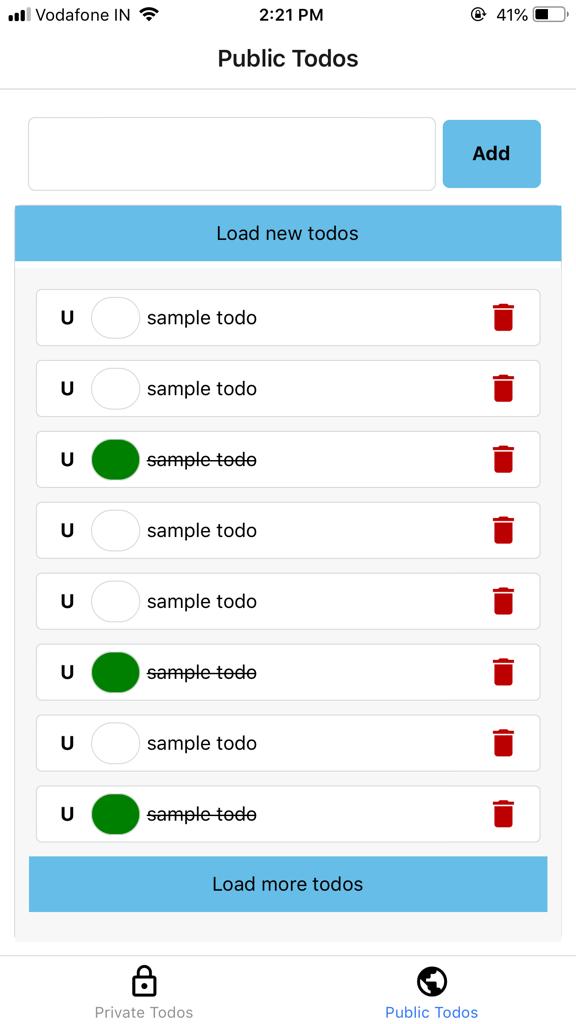 Vodafone IN 2:21 PM 41%
Public Todos
Add
Load new todos
U sample todo
U sample todo
U sample todo
U sample todo
U sample todo
U sample todo
U sample todo
U sample todo
Load more todos
Private Todos Public Todos